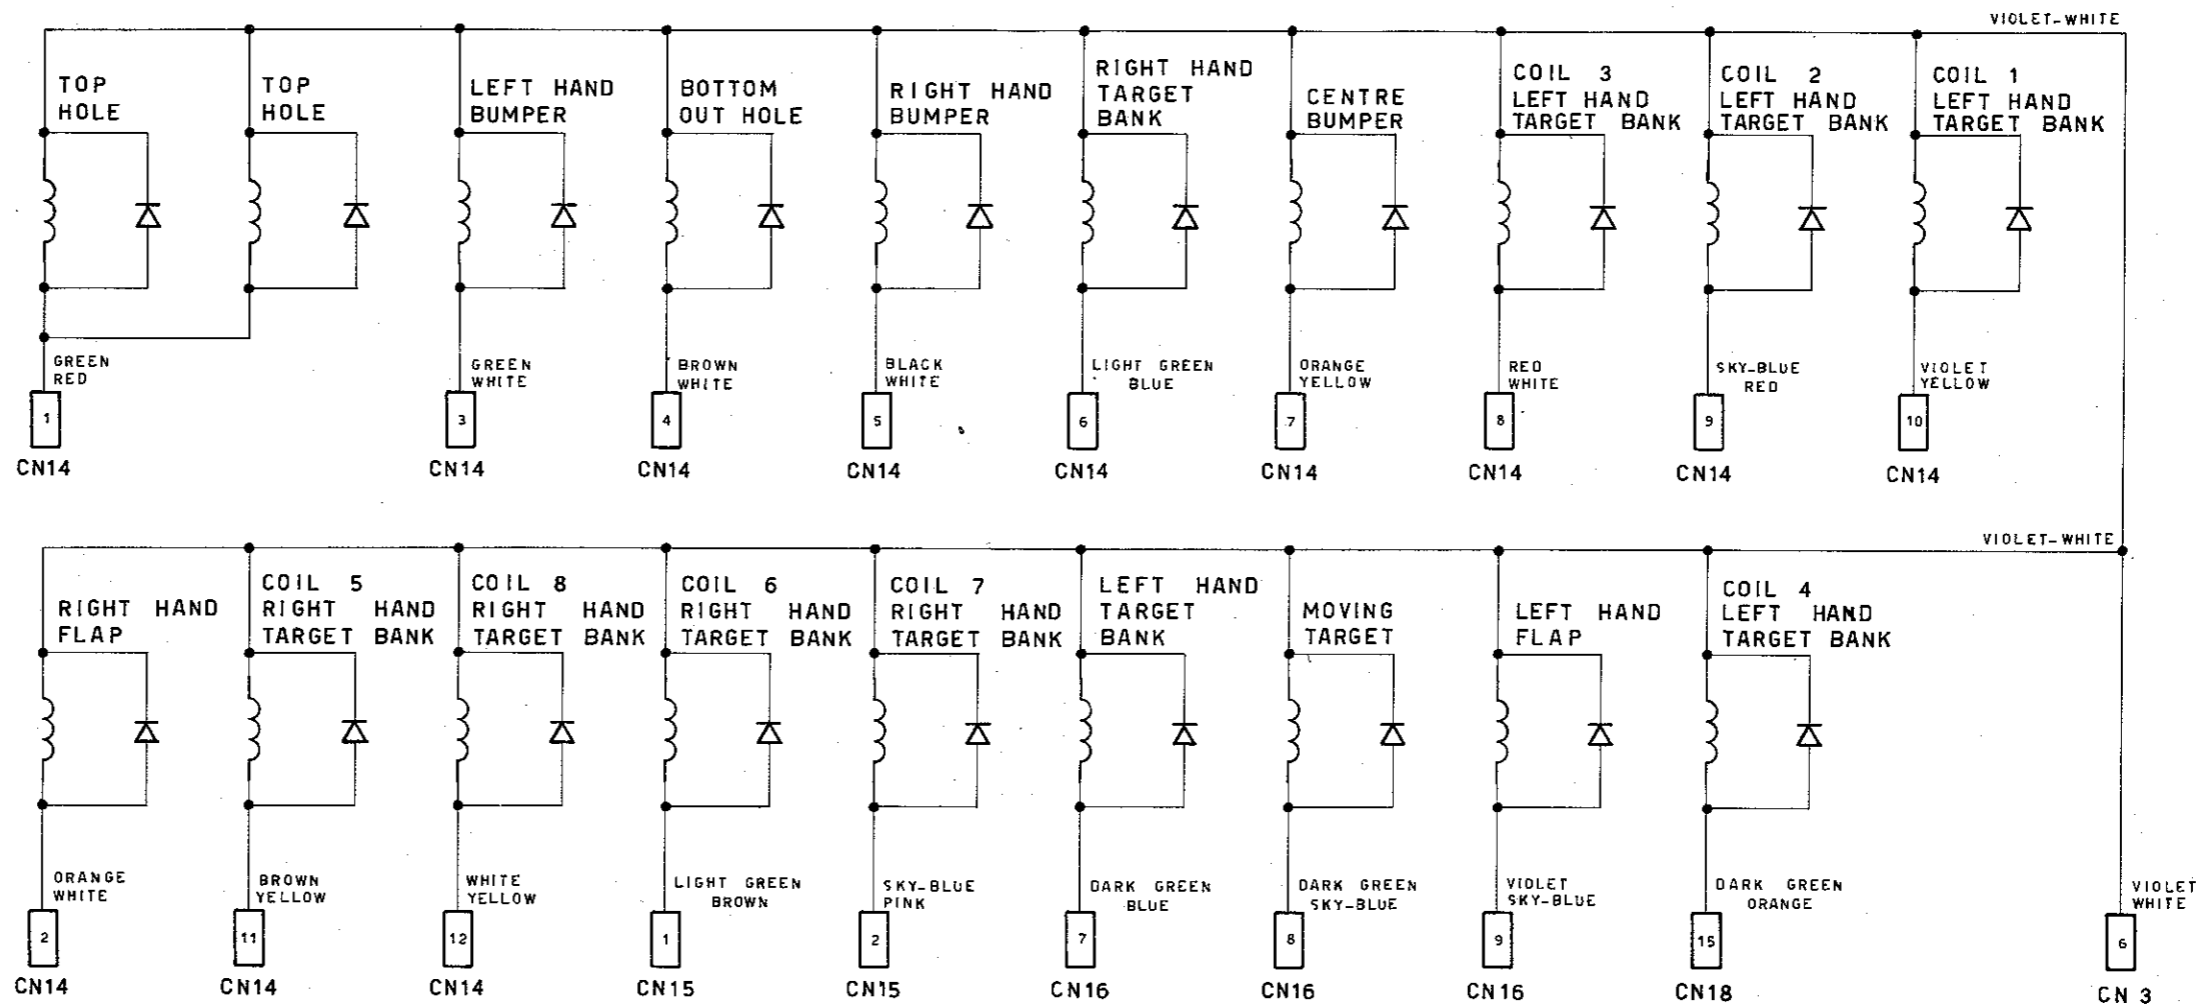 VIOLET-WHITE
TOP
HOLE
TOP
HOLE
LEFT HAND
BUMPER
BOTTOM
OUT HOLE
RIGHT HAND
BUMPER
RIGHT HAND
TARGET
BANK
CENTRE
BUMPER
COIL 3
LEFT HAND
TARGET BANK
COIL 2
LEFT HAND
TARGET BANK
COIL 1
LEFT HAND
TARGET BANK
GREEN
RED
1
CN14
GREEN
WHITE
3
CN14
BROWN
WHITE
4
CN14
BLACK
WHITE
5
CN14
LIGHT GREEN
BLUE
6
CN14
ORANGE
YELLOW
7
CN14
RED
WHITE
8
CN14
SKY-BLUE
RED
9
CN14
VIOLET
YELLOW
10
CN14
VIOLET-WHITE
RIGHT HAND
FLAP
COIL 5
RIGHT HAND
TARGET BANK
COIL 8
RIGHT HAND
TARGET BANK
COIL 6
RIGHT HAND
TARGET BANK
COIL 7
RIGHT HAND
TARGET BANK
LEFT HAND
TARGET
BANK
MOVING
TARGET
LEFT HAND
FLAP
COIL 4
LEFT HAND
TARGET BANK
ORANGE
WHITE
2
CN14
BROWN
YELLOW
11
CN14
WHITE
YELLOW
12
CN14
LIGHT GREEN
BROWN
1
CN15
SKY-BLUE
PINK
2
CN15
DARK GREEN
BLUE
7
CN16
DARK GREEN
SKY-BLUE
8
CN16
VIOLET
SKY-BLUE
9
CN16
DARK GREEN
ORANGE
15
CN18
VIOLET
WHITE
6
CN 3